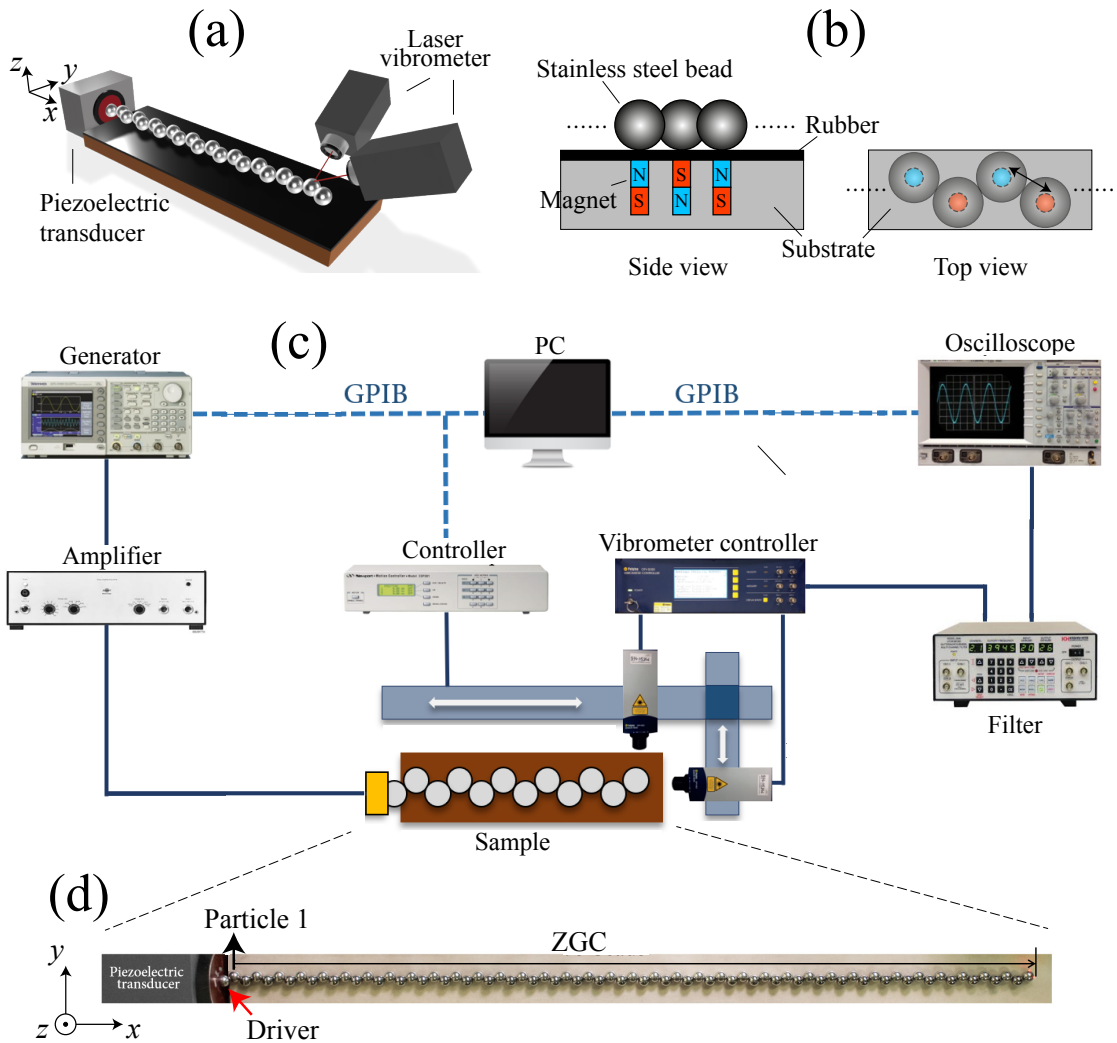 (a)
Laser
vibrometer
z
y
x
Piezoelectric
transducer
(b)
Stainless steel bead
Rubber
N
S
N
Magnet
S
N
S
Substrate
Side view
Top view
(c)
Generator
PC
Oscilloscope
GPIB
GPIB
Amplifier
Controller
Vibrometer controller
Filter
Sample
(d)
Particle 1
ZGC
y
Piezoelectric
transducer
z
x
Driver